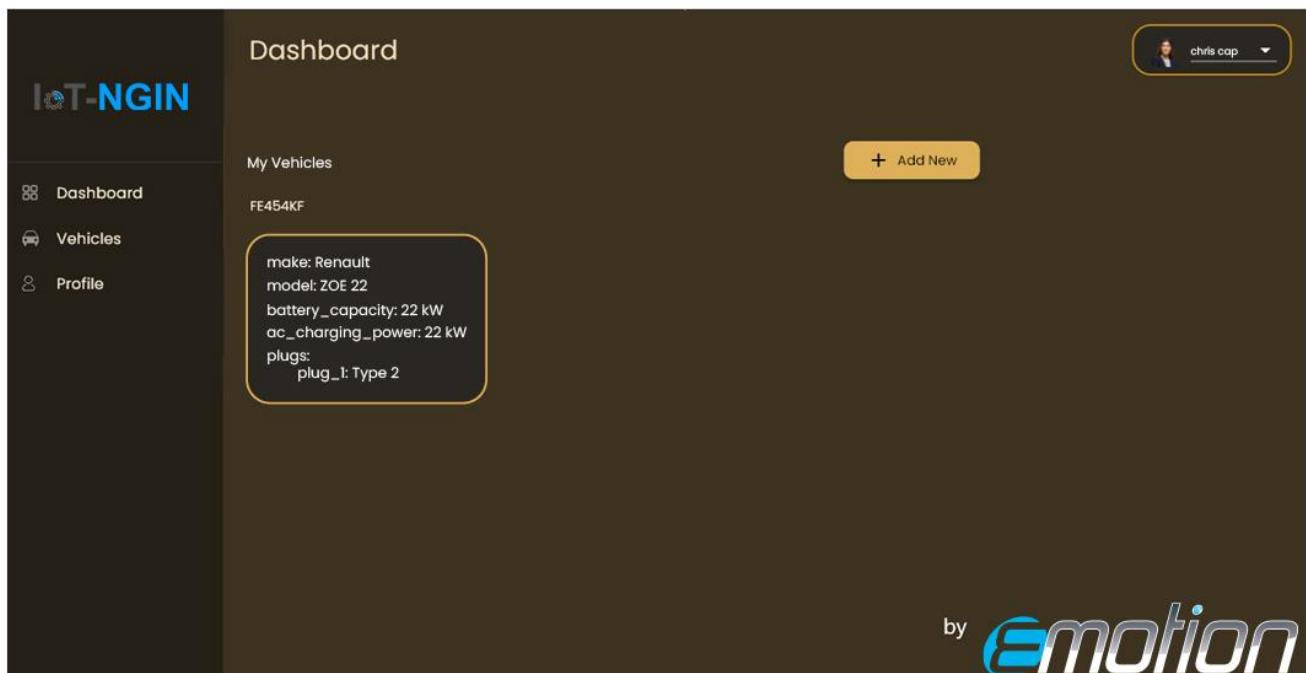 Dashboard
chris cap
IoT-NGIN
My Vehicles
+ Add New
Dashboard
FE454KF
Vehicles
make: Renault
model: ZOE 22
Profile
battery_capacity: 22 kW
ac_charging_power: 22 kW
plugs:
plug_1: Type 2
by Emotion